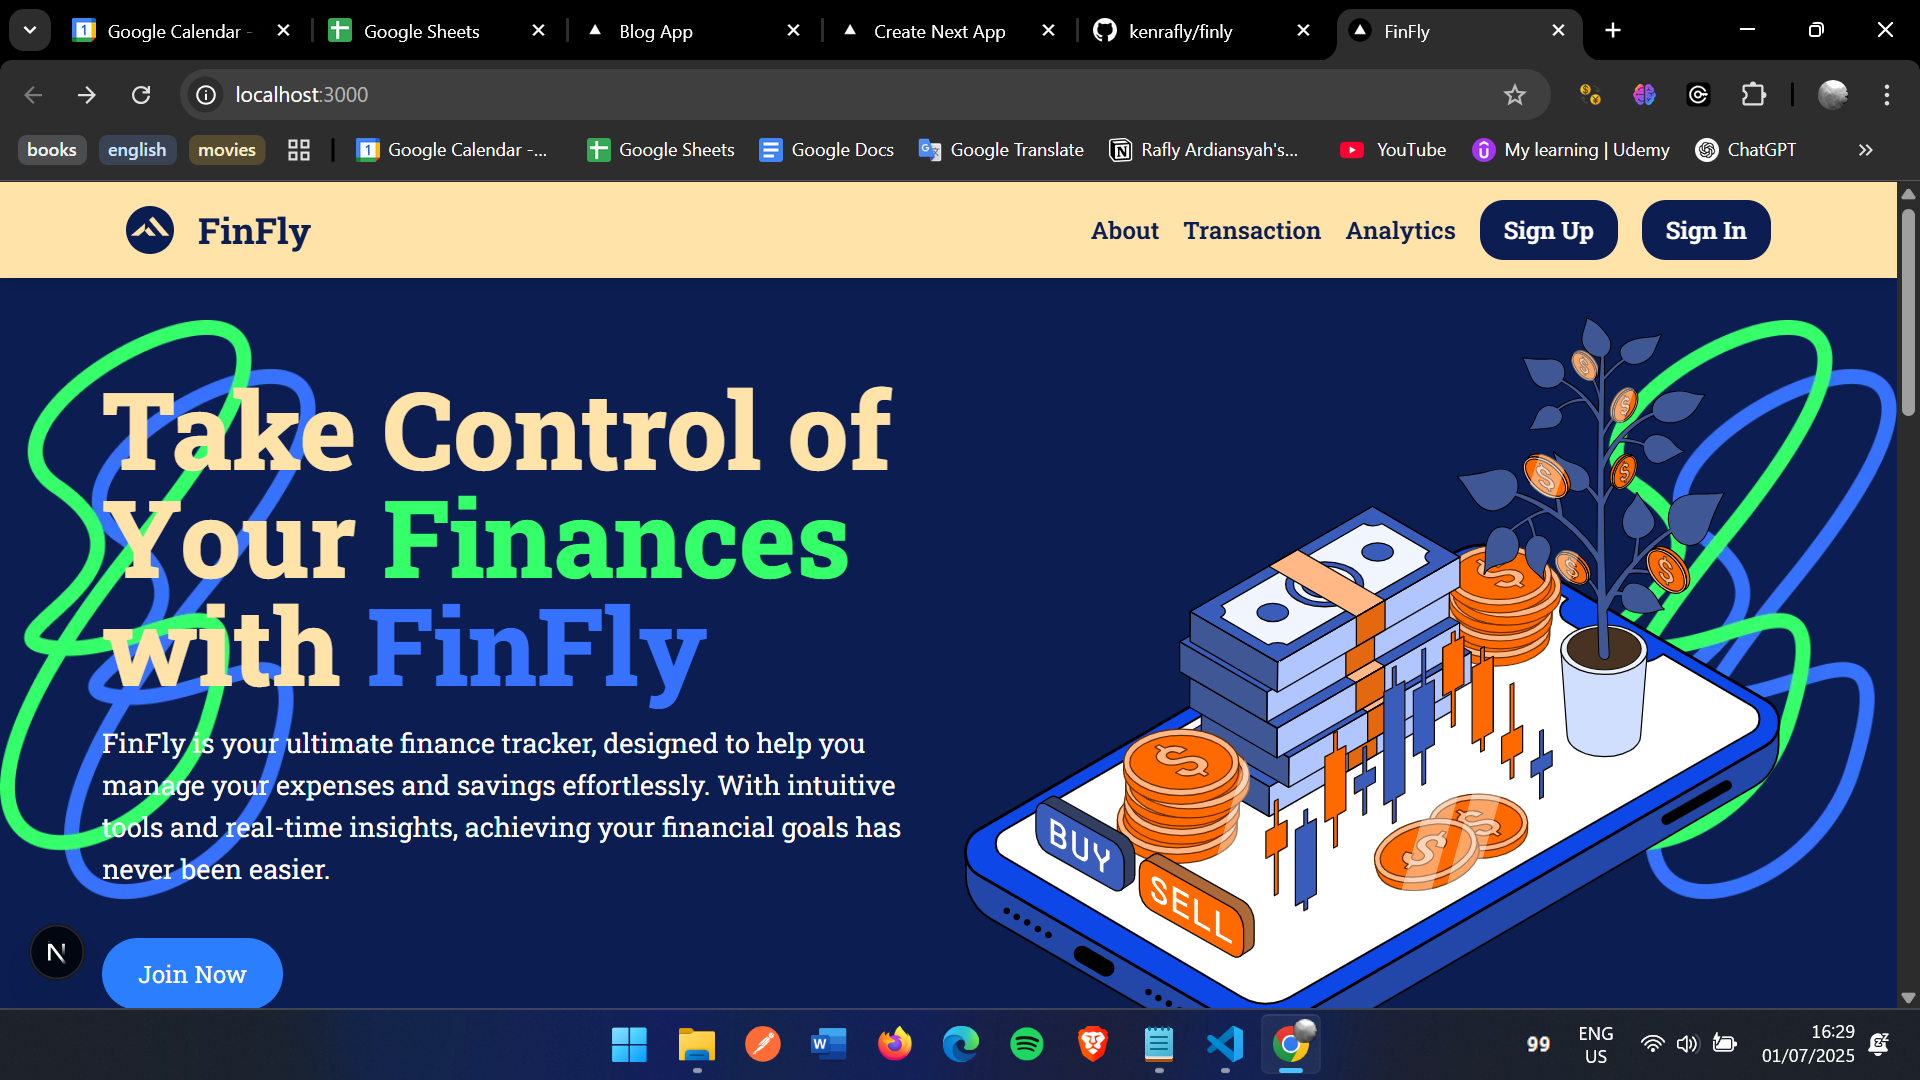 Google Calendar -
Google Sheets
Blog App
Create Next App
kenrafly/finly
FinFly
localhost:3000
books
english
movies
Google Calendar -...
Google Sheets
Google Docs
Google Translate
Rafly Ardiansyah's...
YouTube
My learning | Udemy
ChatGPT
FinFly
About
Transaction
Analytics
Sign Up
Sign In
Take Control of
Your Finances
with FinFly
FinFly is your ultimate finance tracker, designed to help you
manage your expenses and savings effortlessly. With intuitive
tools and real-time insights, achieving your financial goals has
never been easier.
Join Now
BUY
SELL
99
ENG
US
16:29
01/07/2025